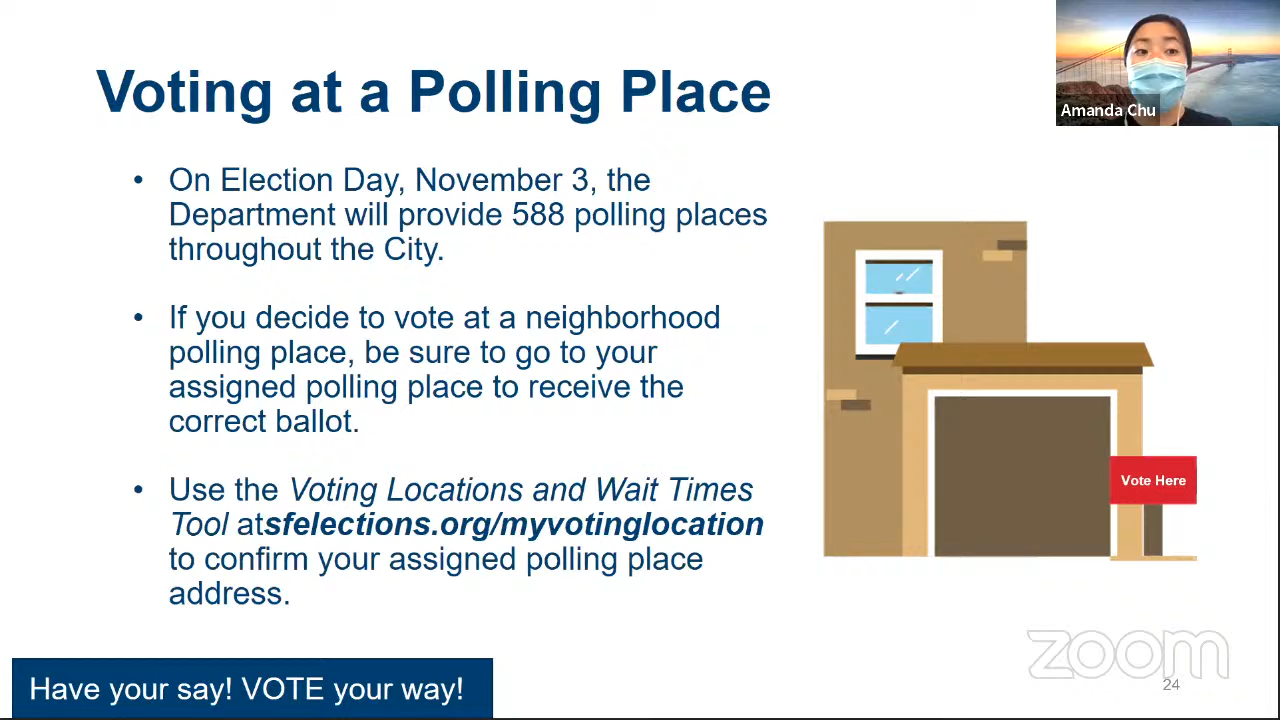 Voting at a Polling Place
Amanda Chu
• On Election Day, November 3, the
Department will provide 588 polling places
throughout the City.
• If you decide to vote at a neighborhood
polling place, be sure to go to your
assigned polling place to receive the
correct ballot.
• Use the Voting Locations and Wait Times
Tool atsfelections.org/myvotinglocation
to confirm your assigned polling place
address.
Vote Here
Have your say! VOTE your way!
zoom
24